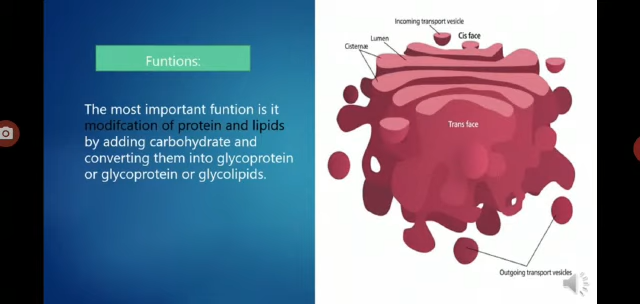 Funtions:
The most important funtion is it
modifcation of protein and lipids
by adding carbohydrate and
converting them into glycoprotein
or glycoprotein or glycolipids.
Incoming transport vesicle
Cis face
Lumen
Cisternæ
Trans face
Outgoing transport vesicles